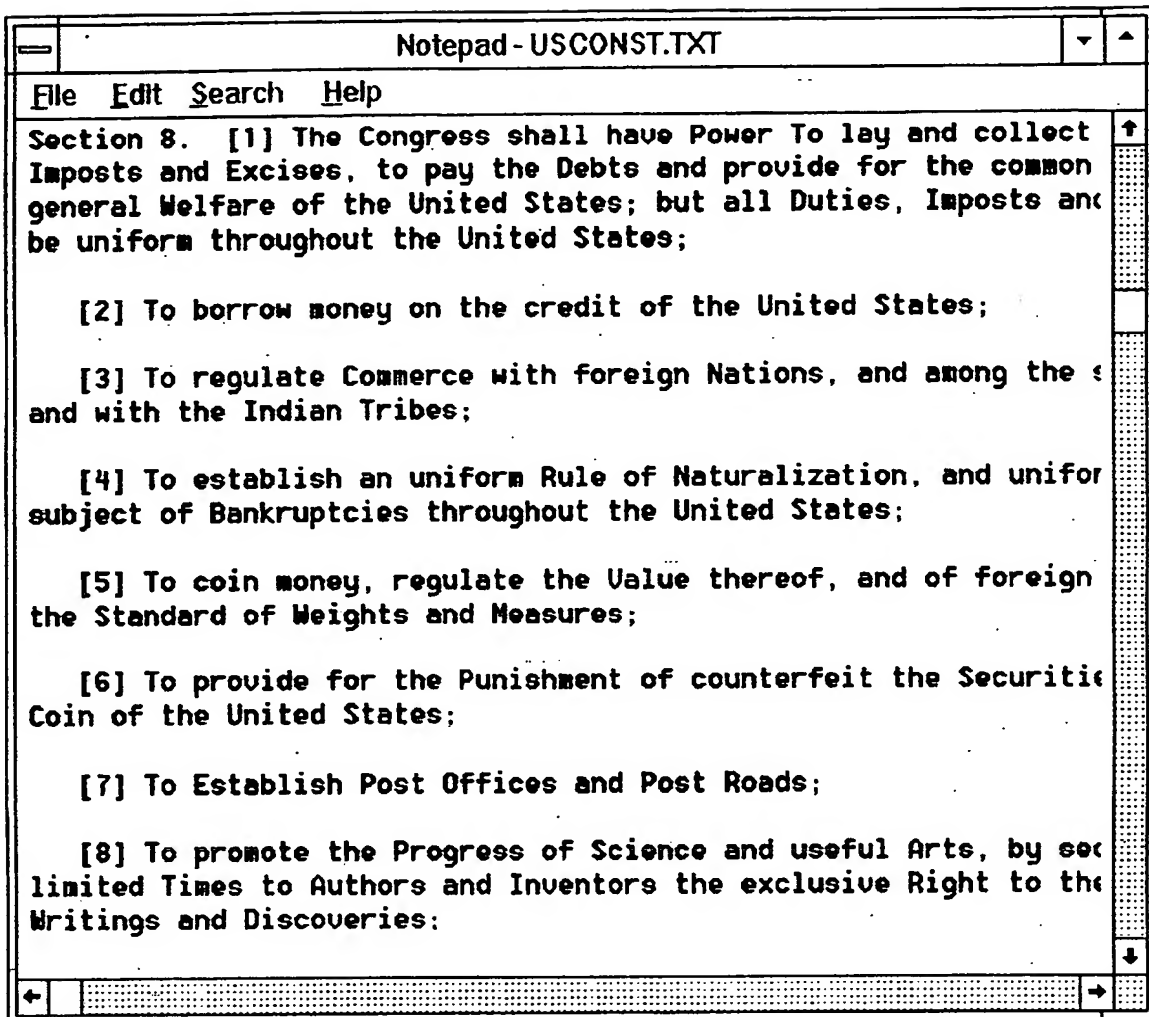 Notepad - USCONST.TXT
File Edit Search Help
Section 8. [1] The Congress shall have Power To lay and collect
Imposts and Excises, to pay the Debts and provide for the common
general Welfare of the United States; but all Duties, Imposts and
be uniform throughout the United States;
[2] To borrow money on the credit of the United States;
[3] To regulate Commerce with foreign Nations, and among the s
and with the Indian Tribes;
[4] To establish an uniform Rule of Naturalization, and unifor
subject of Bankruptcies throughout the United States;
[5] To coin money, regulate the Value thereof, and of foreign
the Standard of Weights and Measures;
[6] To provide for the Punishment of counterfeit the Securitie
Coin of the United States;
[7] To Establish Post Offices and Post Roads;
[8] To promote the Progress of Science and useful Arts, by sec
limited Times to Authors and Inventors the exclusive Right to the
Writings and Discoveries;